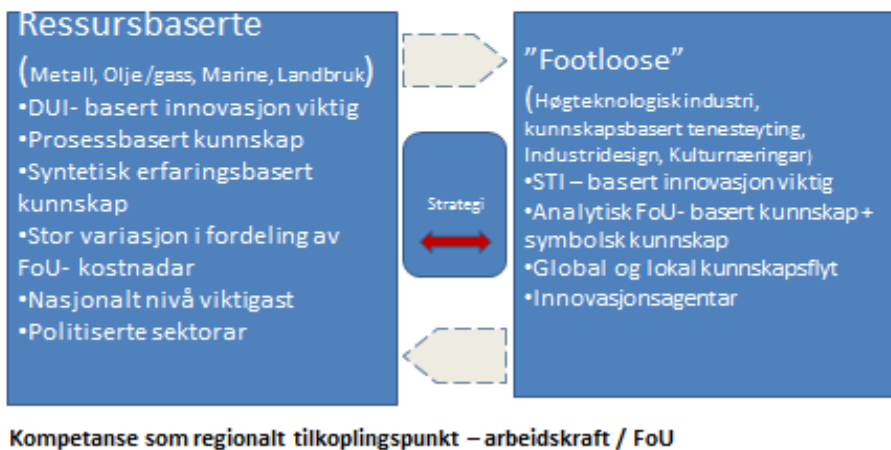 Ressursbaserte
(Metall, Olje/gass, Marine, Landbruk)
•DUI- basert innovasjon viktig
•Prosessbasert kunnskap
•Syntetisk erfaringsbasert
kunnskap
•Stor variasjon i fordeling av
FoU- kostnadar
•Nasjonalt nivå viktigast
•Politiserte sektorar
Strategi
"Footloose"
(Høgteknologisk industri,
kunnskapsbasert tenesteyting,
Industridesign, Kulturnæringar)
•STI – basert innovasjon viktig
•Analytisk FoU- basert kunnskap +
symbolsk kunnskap
•Global og lokal kunnskapsflyt
•Innovasjonsagentar
Kompetanse som regionalt tilkoplingspunkt – arbeidskraft / FoU